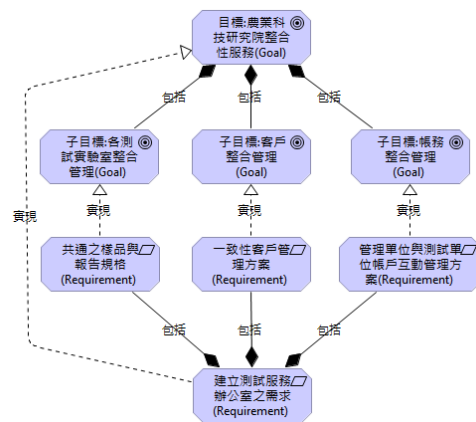 目標:農業科
技研究院整合
性服務(Goal)
包括
包括
包括
子目標:各測
試實驗室整合
管理(Goal)
子目標:客戶
整合管理
(Goal)
子目標:帳務
整合管理
(Goal)
實現
實現
實現
實現
共通之樣品與
報告規格
(Requirement)
一致性客戶管
理方案
(Requirement)
管理單位與測試單
位帳戶互動管理方
案(Requirement)
包括
包括
包括
建立測試服務
辦公室之需求
(Requirement)